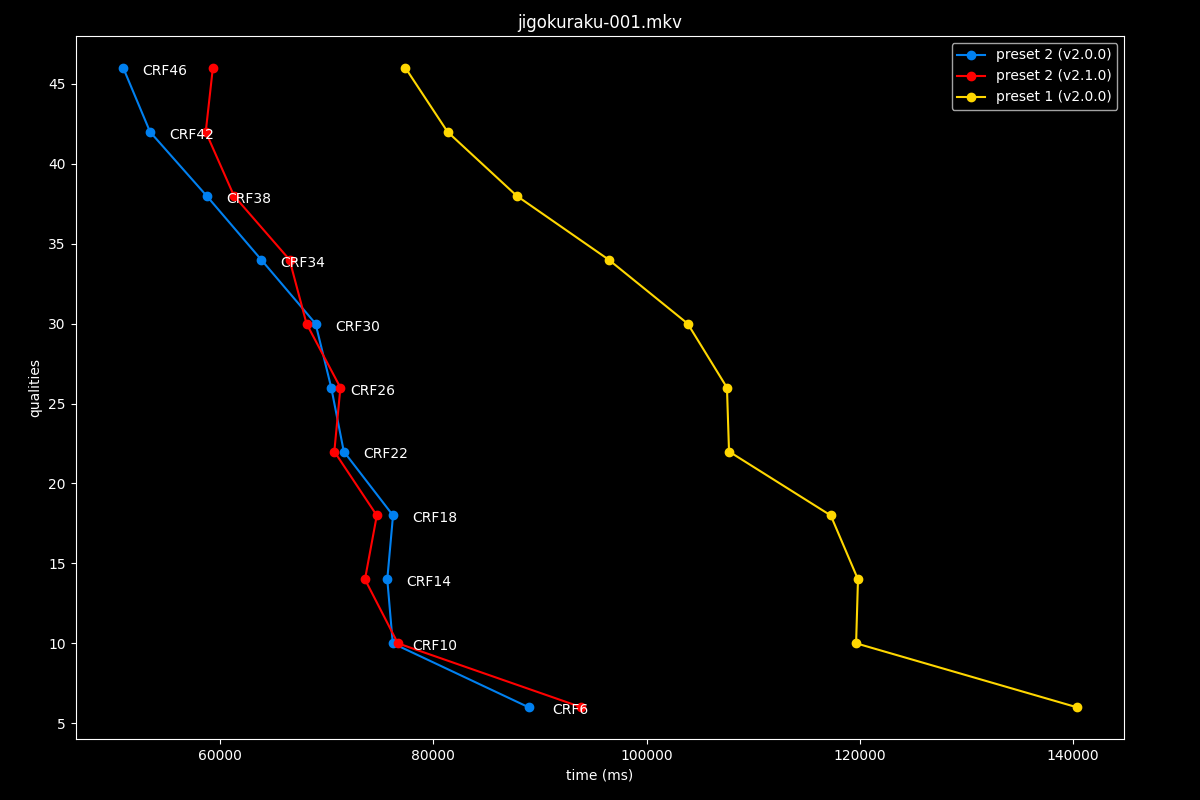 jigokuraku-001.mkv
preset 2 (v2.0.0)
preset 2 (v2.1.0)
preset 1 (v2.0.0)
CRF46
CRF42
CRF38
CRF34
CRF30
CRF26
CRF22
CRF18
CRF14
CRF10
CRF6
45
40
35
30
25
20
15
10
5
qualities
60000 80000 100000 120000 140000
time (ms)